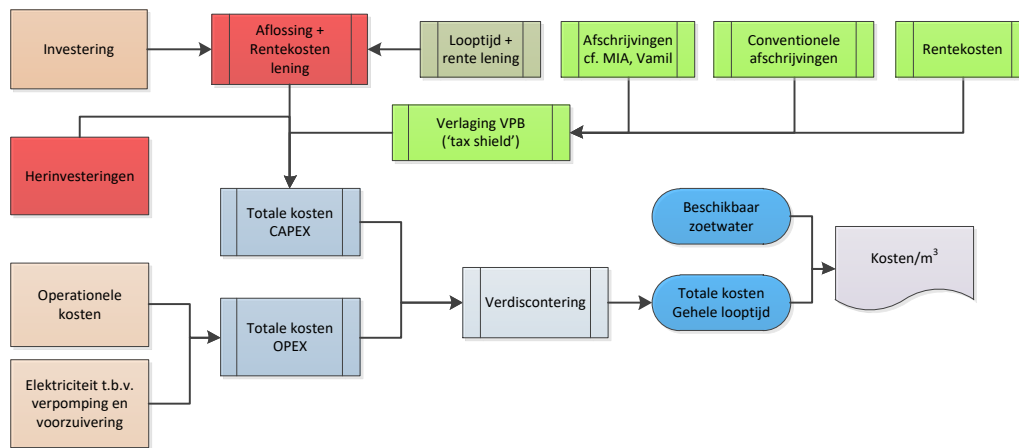 Investering
Aflossing +
Rentekosten
lening
Looptijd +
rente lening
Afschrijvingen
cf. MIA, Vamil
Conventionele
afschrijvingen
Rentekosten
Verlaging VPB
(‘tax shield’)
Herinvesteringen
Totale kosten
CAPEX
Beschikbaar
zoetwater
Kosten/m³
Operationele
kosten
Totale kosten
OPEX
Verdiscontering
Totale kosten
Gehele looptijd
Elektriciteit t.b.v.
verpomping en
voorzuivering